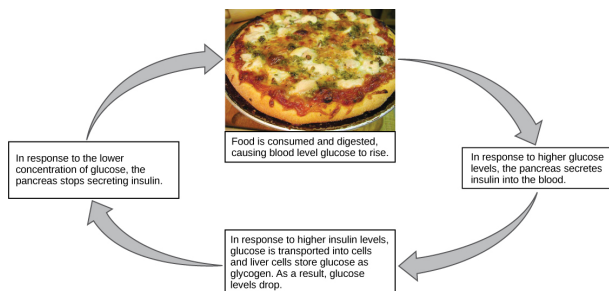 Food is consumed and digested,
causing blood level glucose to rise.
In response to higher glucose
levels, the pancreas secretes
insulin into the blood.
In response to higher insulin levels,
glucose is transported into cells
and liver cells store glucose as
glycogen. As a result, glucose
levels drop.
In response to the lower
concentration of glucose, the
pancreas stops secreting insulin.